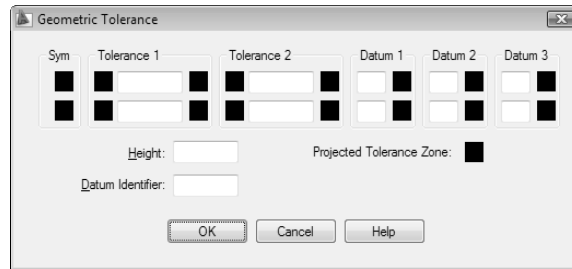 Geometric Tolerance
Sym Tolerance 1 Tolerance 2 Datum 1 Datum 2 Datum 3
Height: Projected Tolerance Zone:
Datum Identifier:
OK Cancel Help